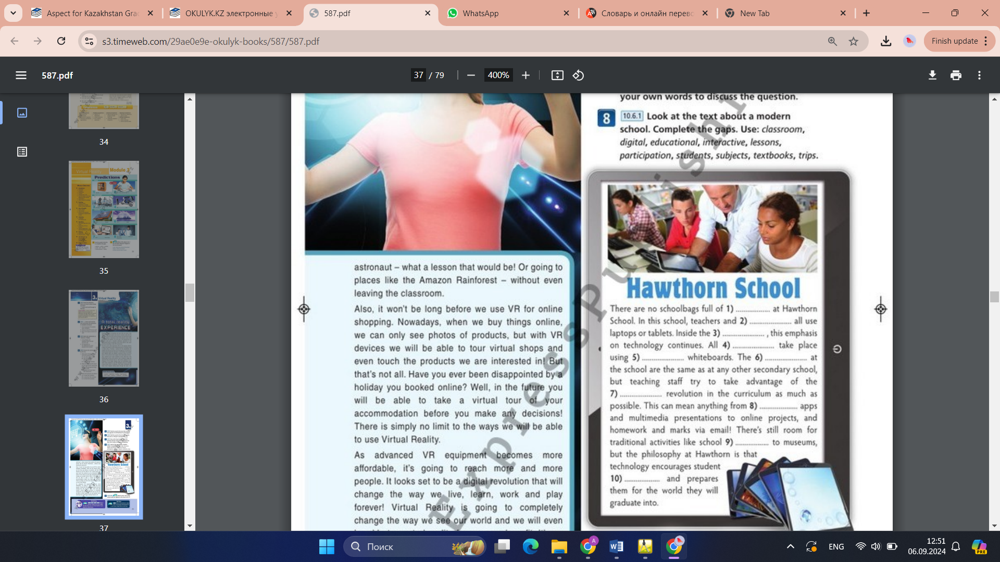 Aspect for Kazakhstan Gra
OKULYK.KZ электронные у
587.pdf
WhatsApp
Словарь и онлайн перево
New Tab
s3.timeweb.com/29ae0e9e-okulyk-books/587/587.pdf
Finish update
587.pdf
37 / 79
400%
34
Virtual Reality
Module 3
Predictions
35
3a Virtual Reality
A total reality
EXPERIENCE
36
3a
Hawthorn School
37
astronaut – what a lesson that would be! Or going to
places like the Amazon Rainforest – without even
leaving the classroom.
Also, it won't be long before we use VR for online
shopping. Nowadays, when we buy things online,
we can only see photos of products, but with VR
devices we will be able to tour virtual shops and
even touch the products we are interested in! But
that's not all. Have you ever been disappointed by a
holiday you booked online? Well, in the future you
will be able to take a virtual tour of your
accommodation before you make any decisions!
There is simply no limit to the ways we will be able
to use Virtual Reality.
As advanced VR equipment becomes more
affordable, it's going to reach more and more
people. It looks set to be a digital revolution that will
change the way we live, learn, work and play
forever! Virtual Reality is going to completely
change the way we see our world and we will even
your own words to discuss the question.
8 10.6.1 Look at the text about a modern
school. Complete the gaps. Use: classroom,
digital, educational, interactive, lessons,
participation, students, subjects, textbooks, trips.
Hawthorn School
There are no schoolbags full of 1) ................ at Hawthorn
School. In this school, teachers and 2) .................... all use
laptops or tablets. Inside the 3) .................... , this emphasis
on technology continues. All 4) .................... take place
using 5) .................... whiteboards. The 6) .................... at
the school are the same as at any other secondary school,
but teaching staff try to take advantage of the
7) .................... revolution in the curriculum as much as
possible. This can mean anything from 8) .................. apps
and multimedia presentations to online projects, and
homework and marks via email! There's still room for
traditional activities like school 9) ................ to museums,
but the philosophy at Hawthorn is that
technology encourages student
10) ................. and prepares
them for the world they will
graduate into.
Express Publishi
Поиск
ENG
12:51
06.09.2024
PRE